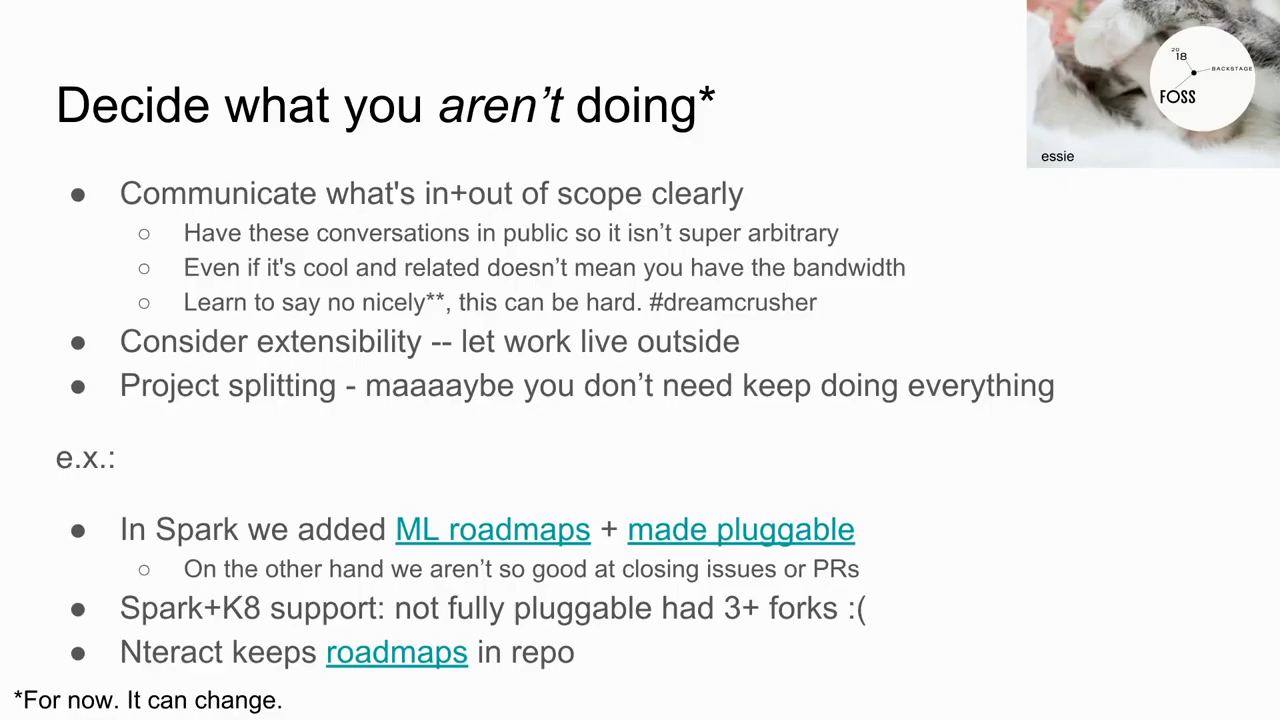 20
18
BACKSTAGE
FOSS
essie
Decide what you aren’t doing*
● Communicate what's in+out of scope clearly
○ Have these conversations in public so it isn’t super arbitrary
○ Even if it's cool and related doesn’t mean you have the bandwidth
○ Learn to say no nicely**, this can be hard. #dreamcrusher
● Consider extensibility -- let work live outside
● Project splitting - maaaaybe you don’t need keep doing everything
e.x.:
● In Spark we added ML roadmaps + made pluggable
○ On the other hand we aren’t so good at closing issues or PRs
● Spark+K8 support: not fully pluggable had 3+ forks :(
● Nteract keeps roadmaps in repo
*For now. It can change.